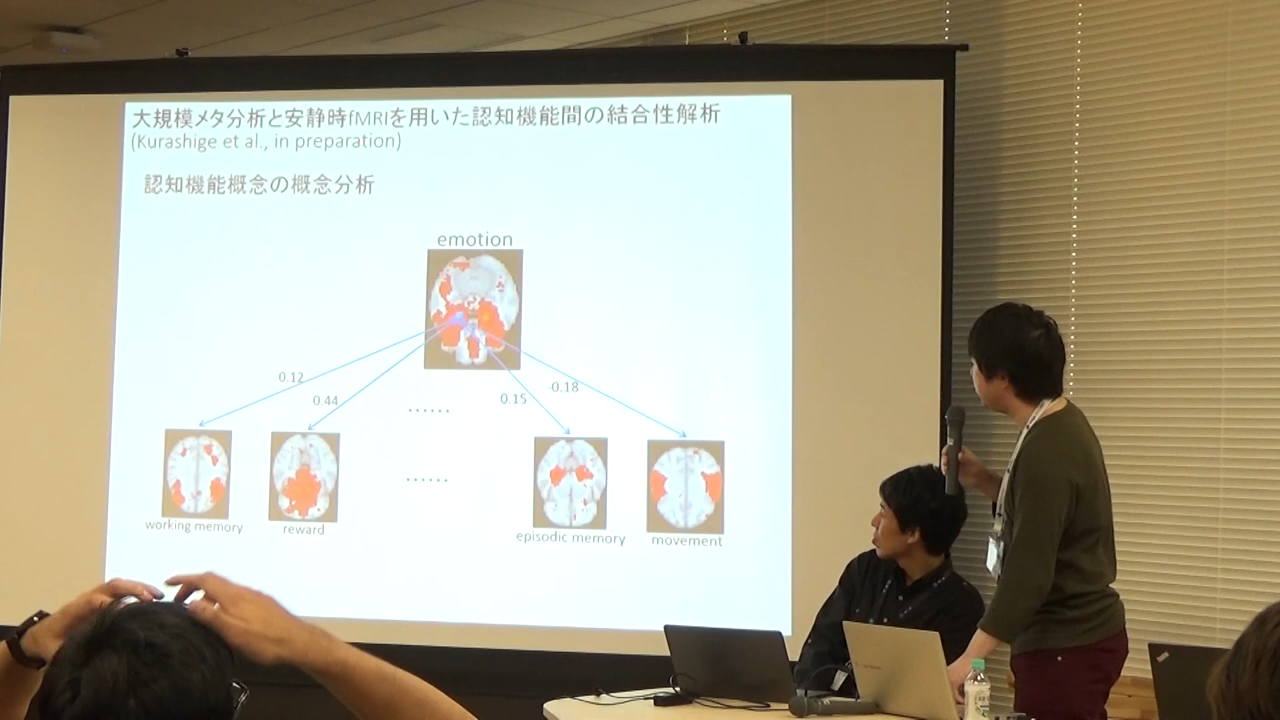 大規模メタ分析と安静時fMRIを用いた認知機能間の結合性解析
(Kurashige et al., in preparation)
認知機能概念の概念分析
emotion
0.12
0.44
......
0.15
-0.18
......
working memory
reward
episodic memory
movement